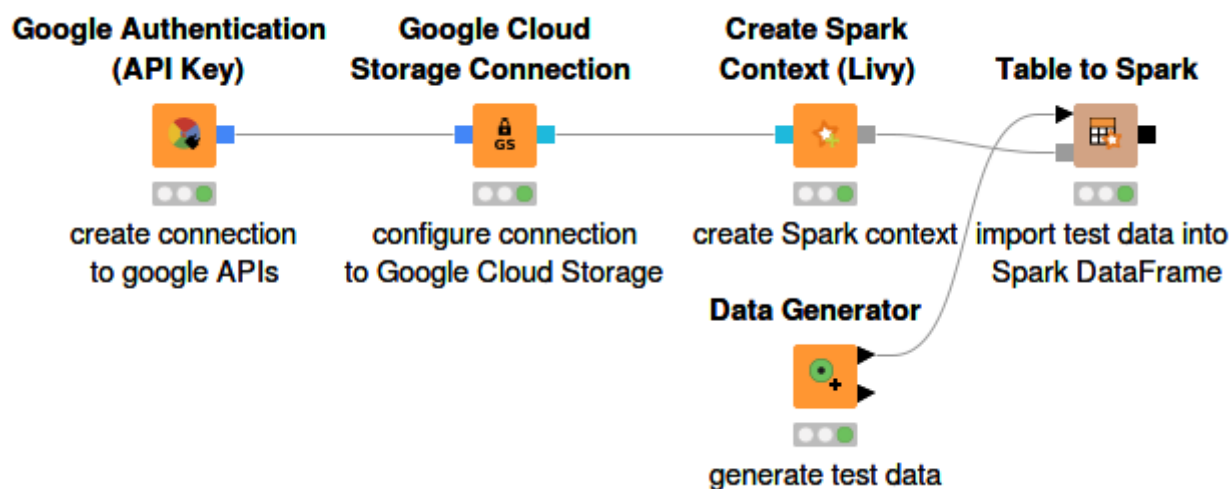 Google Authentication
(API Key)
Google Cloud
Storage Connection
Create Spark
Context (Livy)
Table to Spark
GS
create connection
to google APIs
configure connection
to Google Cloud Storage
create Spark context
import test data into
Spark DataFrame
Data Generator
generate test data